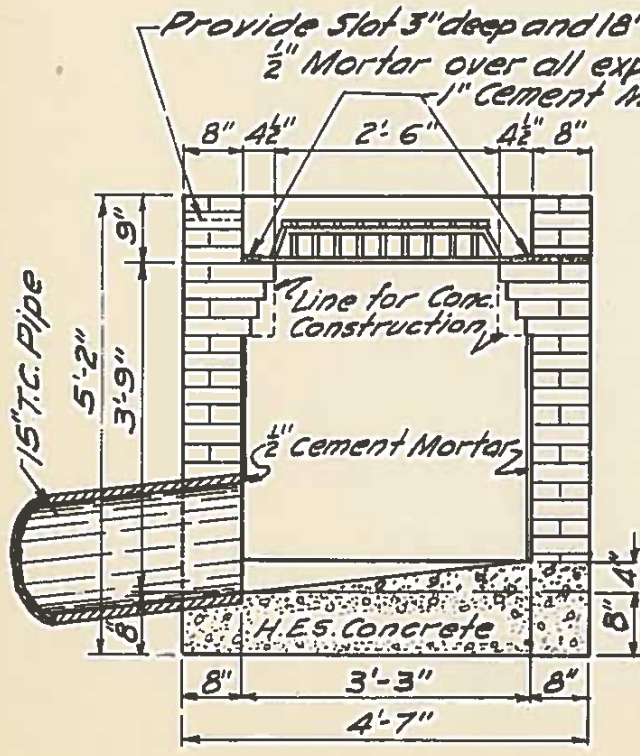 Provide Slot 3" deep and 18"
½" Mortar over all exp
1" Cement M
8" 4½" 2'-6" 4½" 8"
9"
Line for Conc.
Construction
15" T.C. Pipe
5'-2"
3'-9"
½" cement Mortar
4"
8"
8"
H.E.S. Concrete
8" 3'-3" 8"
4'-7"